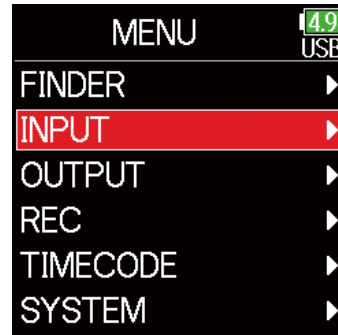 MENU
4.9
USB
FINDER
INPUT
OUTPUT
REC
TIMECODE
SYSTEM